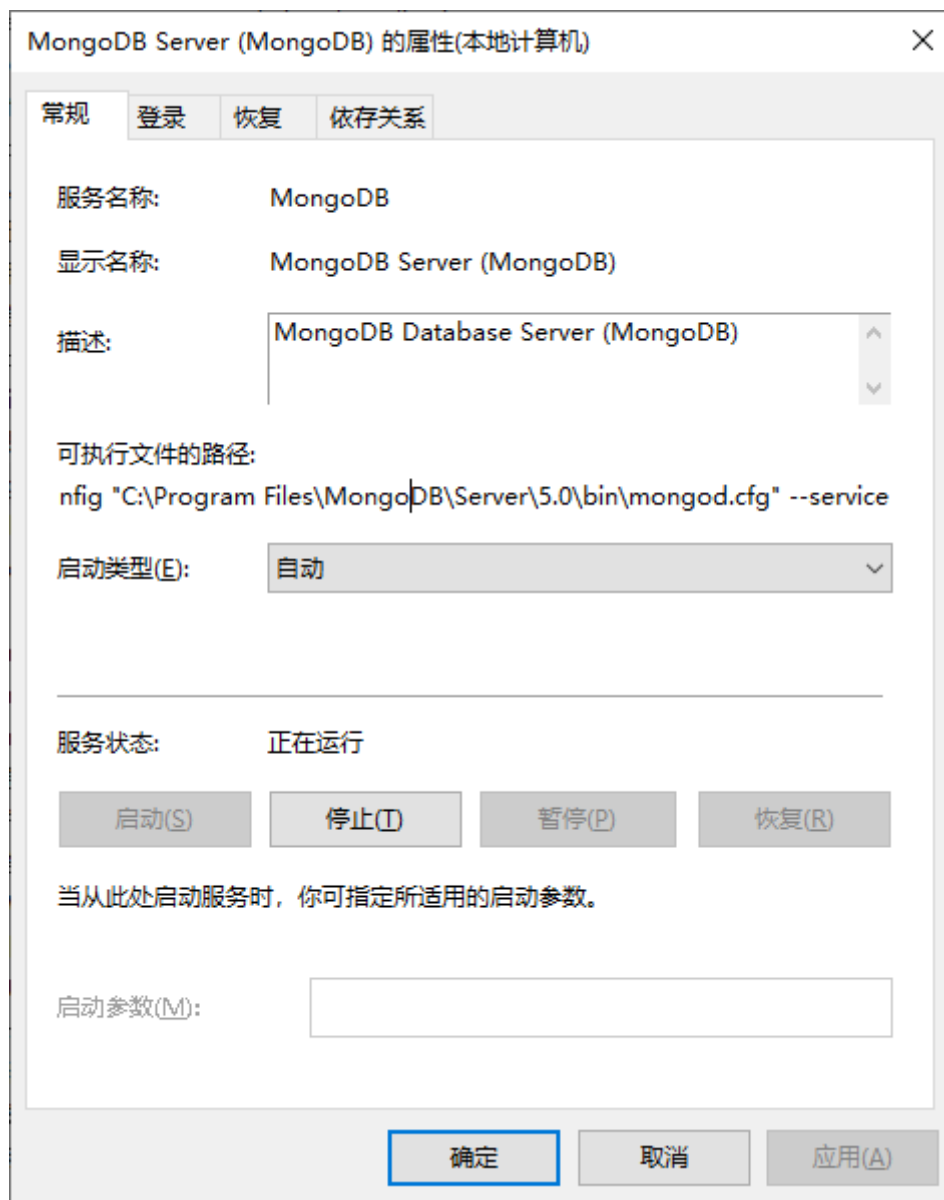 MongoDB Server (MongoDB) 的属性(本地计算机)
常规 登录 恢复 依存关系
服务名称: MongoDB
显示名称: MongoDB Server (MongoDB)
描述: MongoDB Database Server (MongoDB)
可执行文件的路径:
nfig "C:\Program Files\MongoDB\Server\5.0\bin\mongod.cfg" --service
启动类型(E): 自动
服务状态: 正在运行
启动(S) 停止(T) 暂停(P) 恢复(R)
当从此处启动服务时，你可指定所适用的启动参数。
启动参数(M):
确定 取消 应用(A)